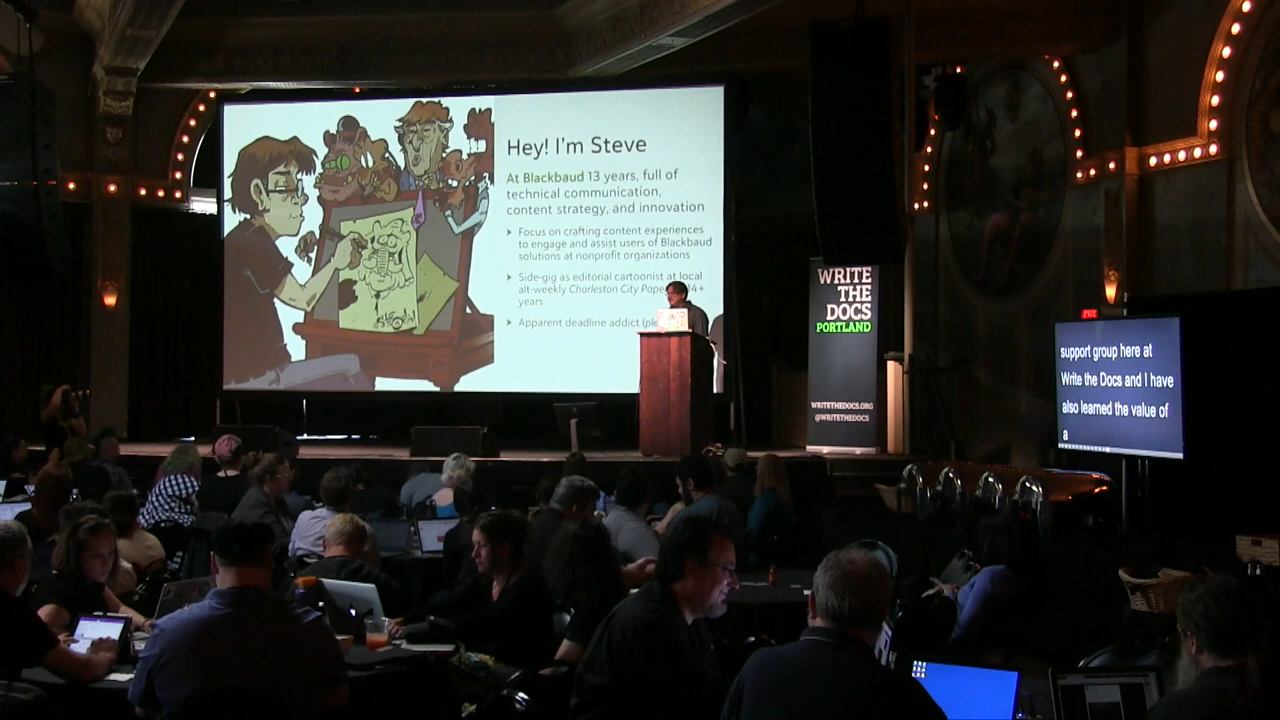 Hey! I'm Steve
At Blackbaud 13 years, full of
technical communication,
content strategy, and innovation
Focus on crafting content experiences
to engage and assist users of Blackbaud
solutions at nonprofit organizations
Side-gig as editorial cartoonist at local
alt-weekly Charleston City Paper 14+
years
Apparent deadline addict
WRITE
THE
DOCS
PORTLAND
WRITETHEDOCS.ORG
@WRITETHEDOCS
EXIT
support group here at
Write the Docs and I have
also learned the value of
a